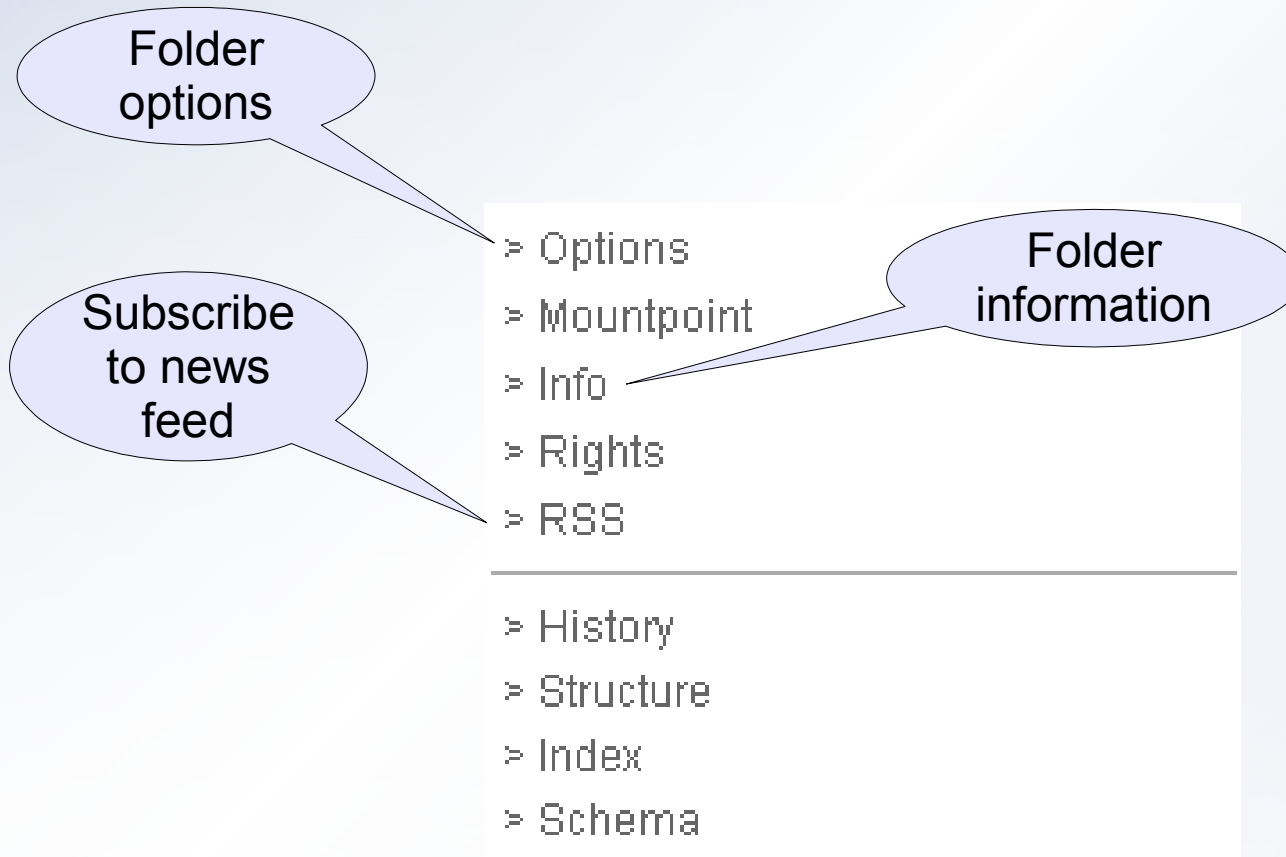 Folder
options
> Options
Folder
information
> Mountpoint
Subscribe
to news
feed
> Info
> Rights
> RSS
> History
> Structure
> Index
> Schema